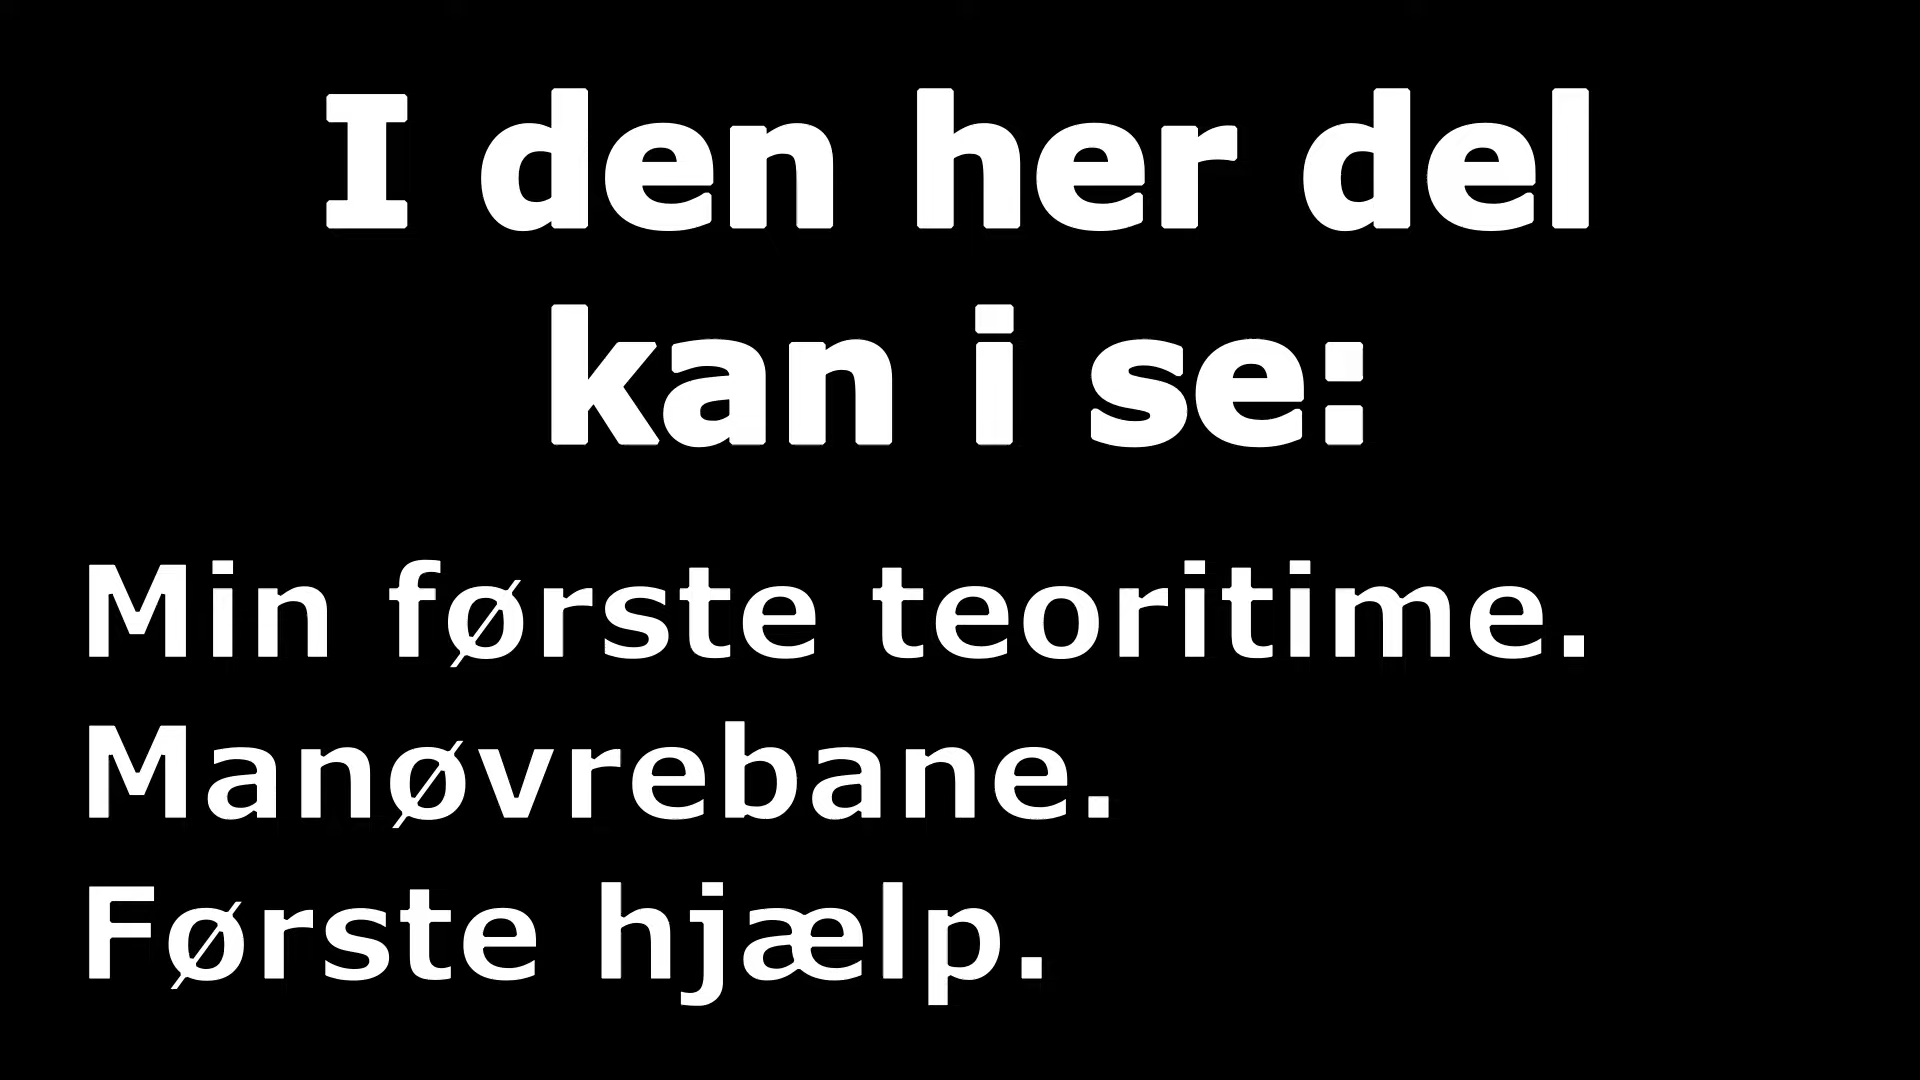 I den her del
kan i se:
Min første teoritime.
Manøvrebane.
Første hjælp.